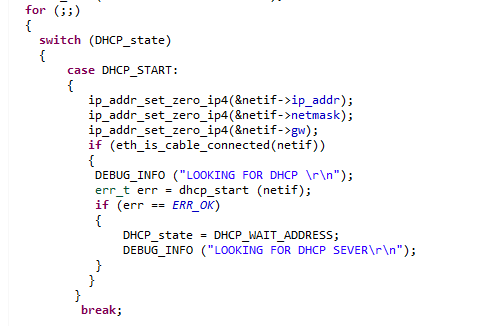 for (;;)
{
switch (DHCP_state)
{
case DHCP_START:
{
ip_addr_set_zero_ip4(&netif->ip_addr);
ip_addr_set_zero_ip4(&netif->netmask);
ip_addr_set_zero_ip4(&netif->gw);
if (eth_is_cable_connected(netif))
{
DEBUG_INFO ("LOOKING FOR DHCP \r\n");
err_t err = dhcp_start (netif);
if (err == ERR_OK)
{
DHCP_state = DHCP_WAIT_ADDRESS;
DEBUG_INFO ("LOOKING FOR DHCP SEVER\r\n");
}
}
}
break;